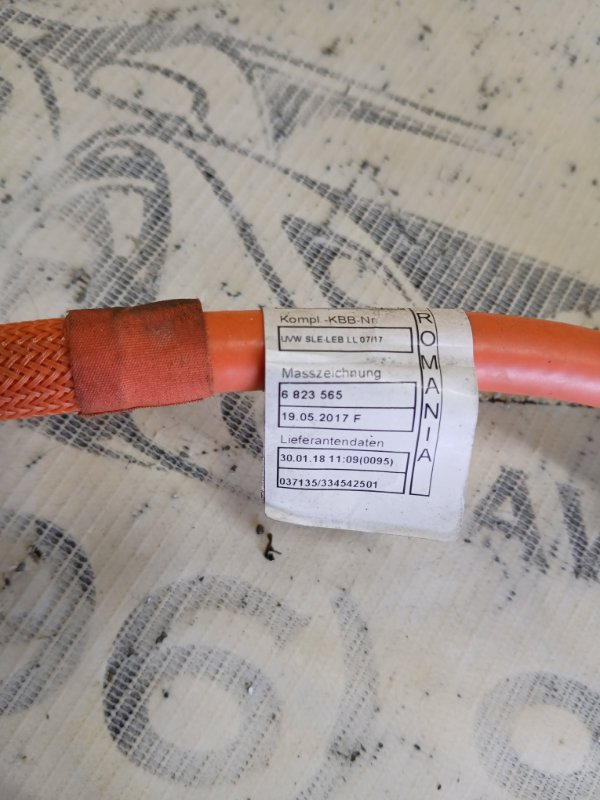 Kompl.-KBB-Nr.
UVW SLE-LEB LL 07/17
Masszeichnung
6 823 565
19.05.2017 F
Lieferantendaten
30.01.18 11:09(0095)
037135/334542501
ROMANIA